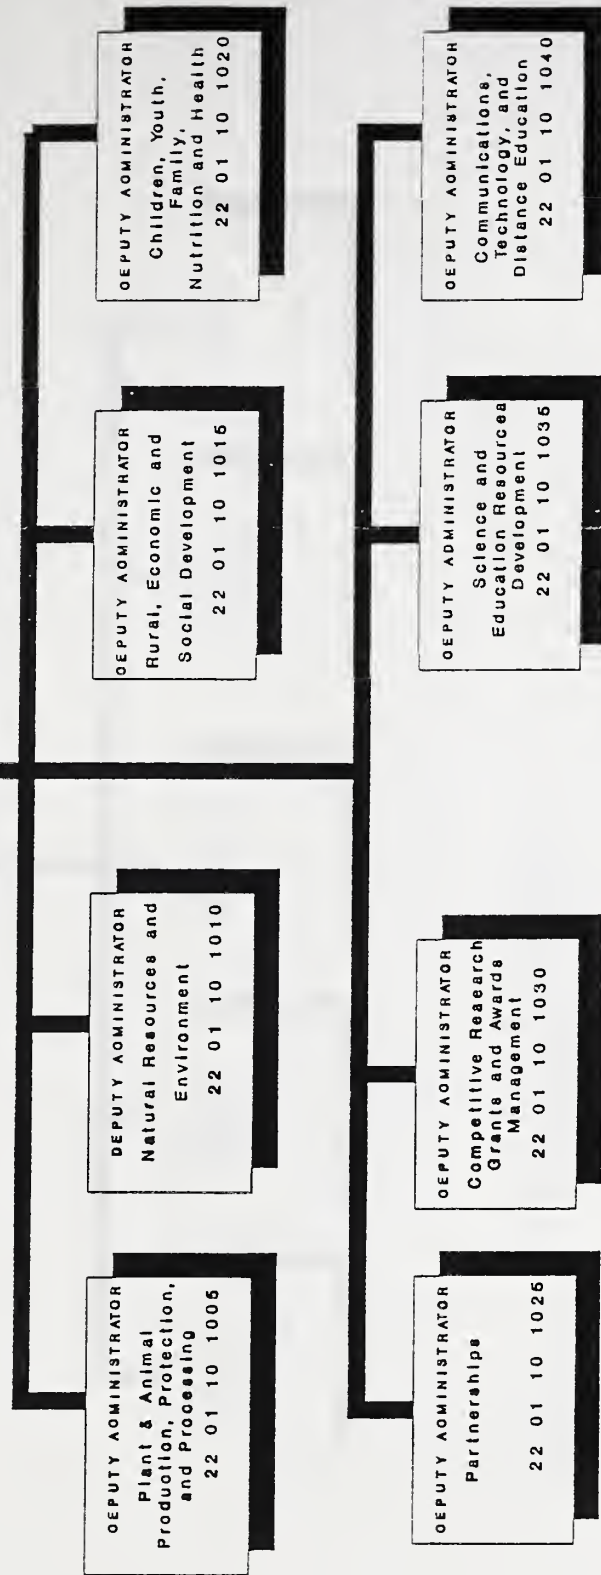 DEPUTY ADMINISTRATOR
Plant & Animal
Production, Protection,
and Processing
22 01 10 1005
DEPUTY ADMINISTRATOR
Natural Resources and
Environment
22 01 10 1010
DEPUTY ADMINISTRATOR
Rural, Economic and
Social Development
22 01 10 1015
DEPUTY ADMINISTRATOR
Children, Youth,
Family,
Nutrition and Health
22 01 10 1020
DEPUTY ADMINISTRATOR
Partnerships
22 01 10 1025
DEPUTY ADMINISTRATOR
Competitive Research
Grants and Awards
Management
22 01 10 1030
DEPUTY ADMINISTRATOR
Science and
Education Resources
Development
22 01 10 1035
DEPUTY ADMINISTRATOR
Communications,
Technology, and
Distance Education
22 01 10 1040